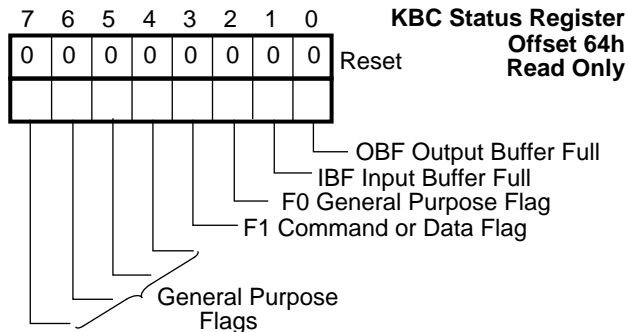 7 6 5 4 3 2 1 0
KBC Status Register
Offset 64h
Read Only
0 0 0 0 0 0 0 0 Reset
OBF Output Buffer Full
IBF Input Buffer Full
F0 General Purpose Flag
F1 Command or Data Flag
General Purpose
Flags